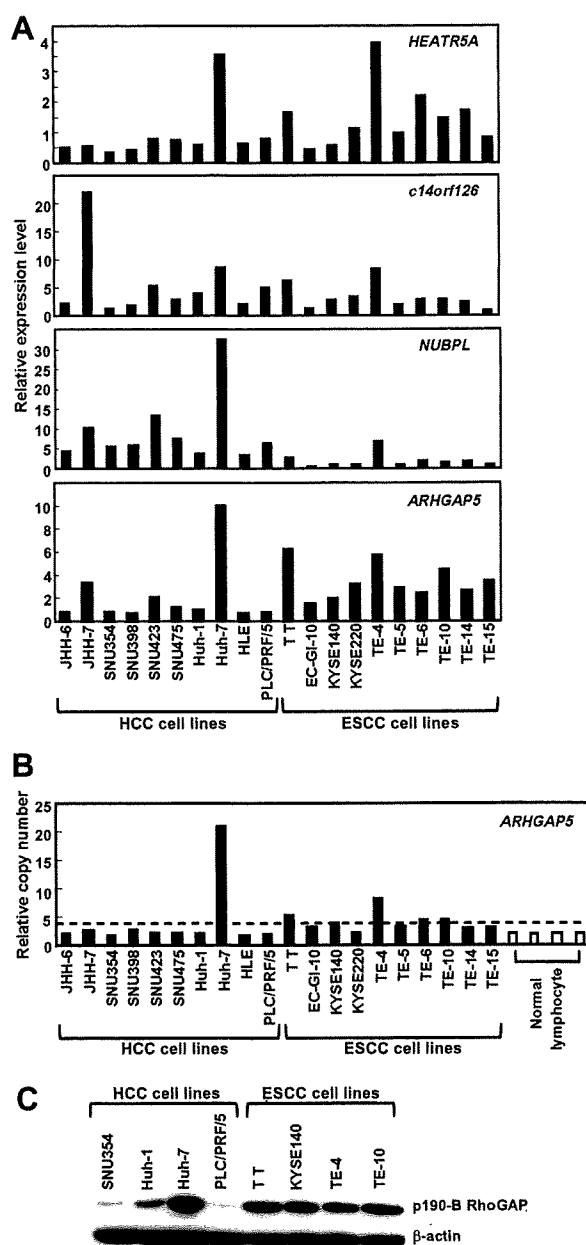 A
HEATR5A
4
3
2
1
0
c14orf126
20
15
10
5
0
Relative expression level
NUBPL
30
25
20
15
10
5
0
ARHGAP5
10
8
6
4
2
0
JHH-6
JHH-7
SNU354
SNU398
SNU423
SNU475
Huh-1
Huh-7
HLE
PLC/PRF/5
T T
EC-GI-10
KYSE140
KYSE220
TE-4
TE-5
TE-6
TE-10
TE-14
TE-15
HCC cell lines
ESCC cell lines
B
ARHGAP5
Relative copy number
25
20
15
10
5
0
JHH-6
JHH-7
SNU354
SNU398
SNU423
SNU475
Huh-1
Huh-7
HLE
PLC/PRF/5
T T
EC-GI-10
KYSE140
KYSE220
TE-4
TE-5
TE-6
TE-10
TE-14
TE-15
Normal
lymphocyte
HCC cell lines
ESCC cell lines
C
HCC cell lines
ESCC cell lines
SNU354
Huh-1
Huh-7
PLC/PRF/5
T T
KYSE140
TE-4
TE-10
p190-B RhoGAP
β-actin